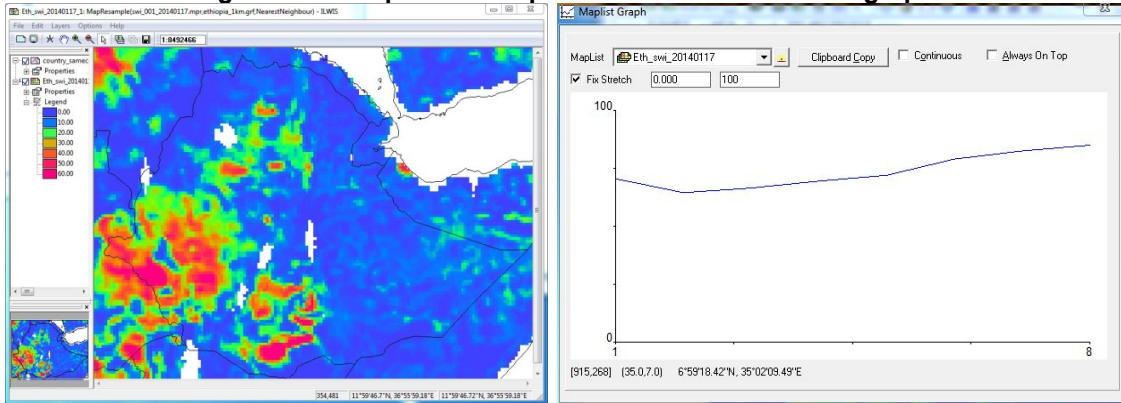 Eth_swi_20140117_1: MapResample(swi_001_20140117.mpr,ethiopia_1km.grf,NearestNeighbour) - ILWIS
File Edit Layers Options Help
1:8492466
country_samec
Properties
Eth_swi_201401
Properties
Legend
0.00
10.00
20.00
30.00
40.00
50.00
60.00
354,481 11°59'46.7"N, 36°55'59.18"E 11°59'46.72"N, 36°55'59.18"E
Maplist Graph
MapList Eth_swi_20140117 .. Clipboard Copy Continuous Always On Top
Fix Stretch 0.000 100
100
0
1 8
(915,268) (35.0,7.0) 6°59'18.42"N, 35°02'09.49"E